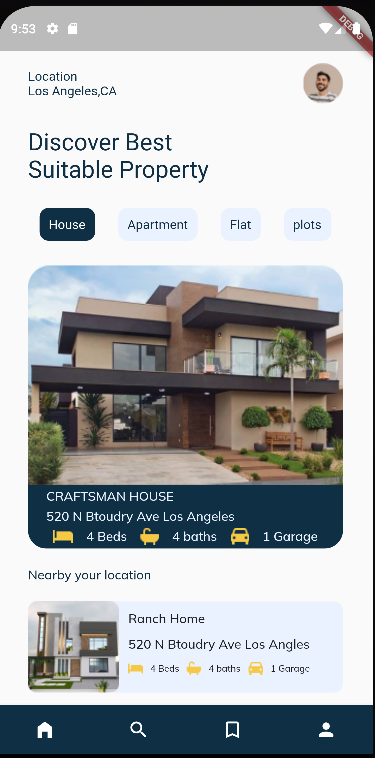 9:53
DEBUG
Location
Los Angeles,CA
Discover Best
Suitable Property
House Apartment Flat plots
CRAFTSMAN HOUSE
520 N Btoudry Ave Los Angeles
4 Beds 4 baths 1 Garage
Nearby your location
Ranch Home
520 N Btoudry Ave Los Angles
4 Beds 4 baths 1 Garage